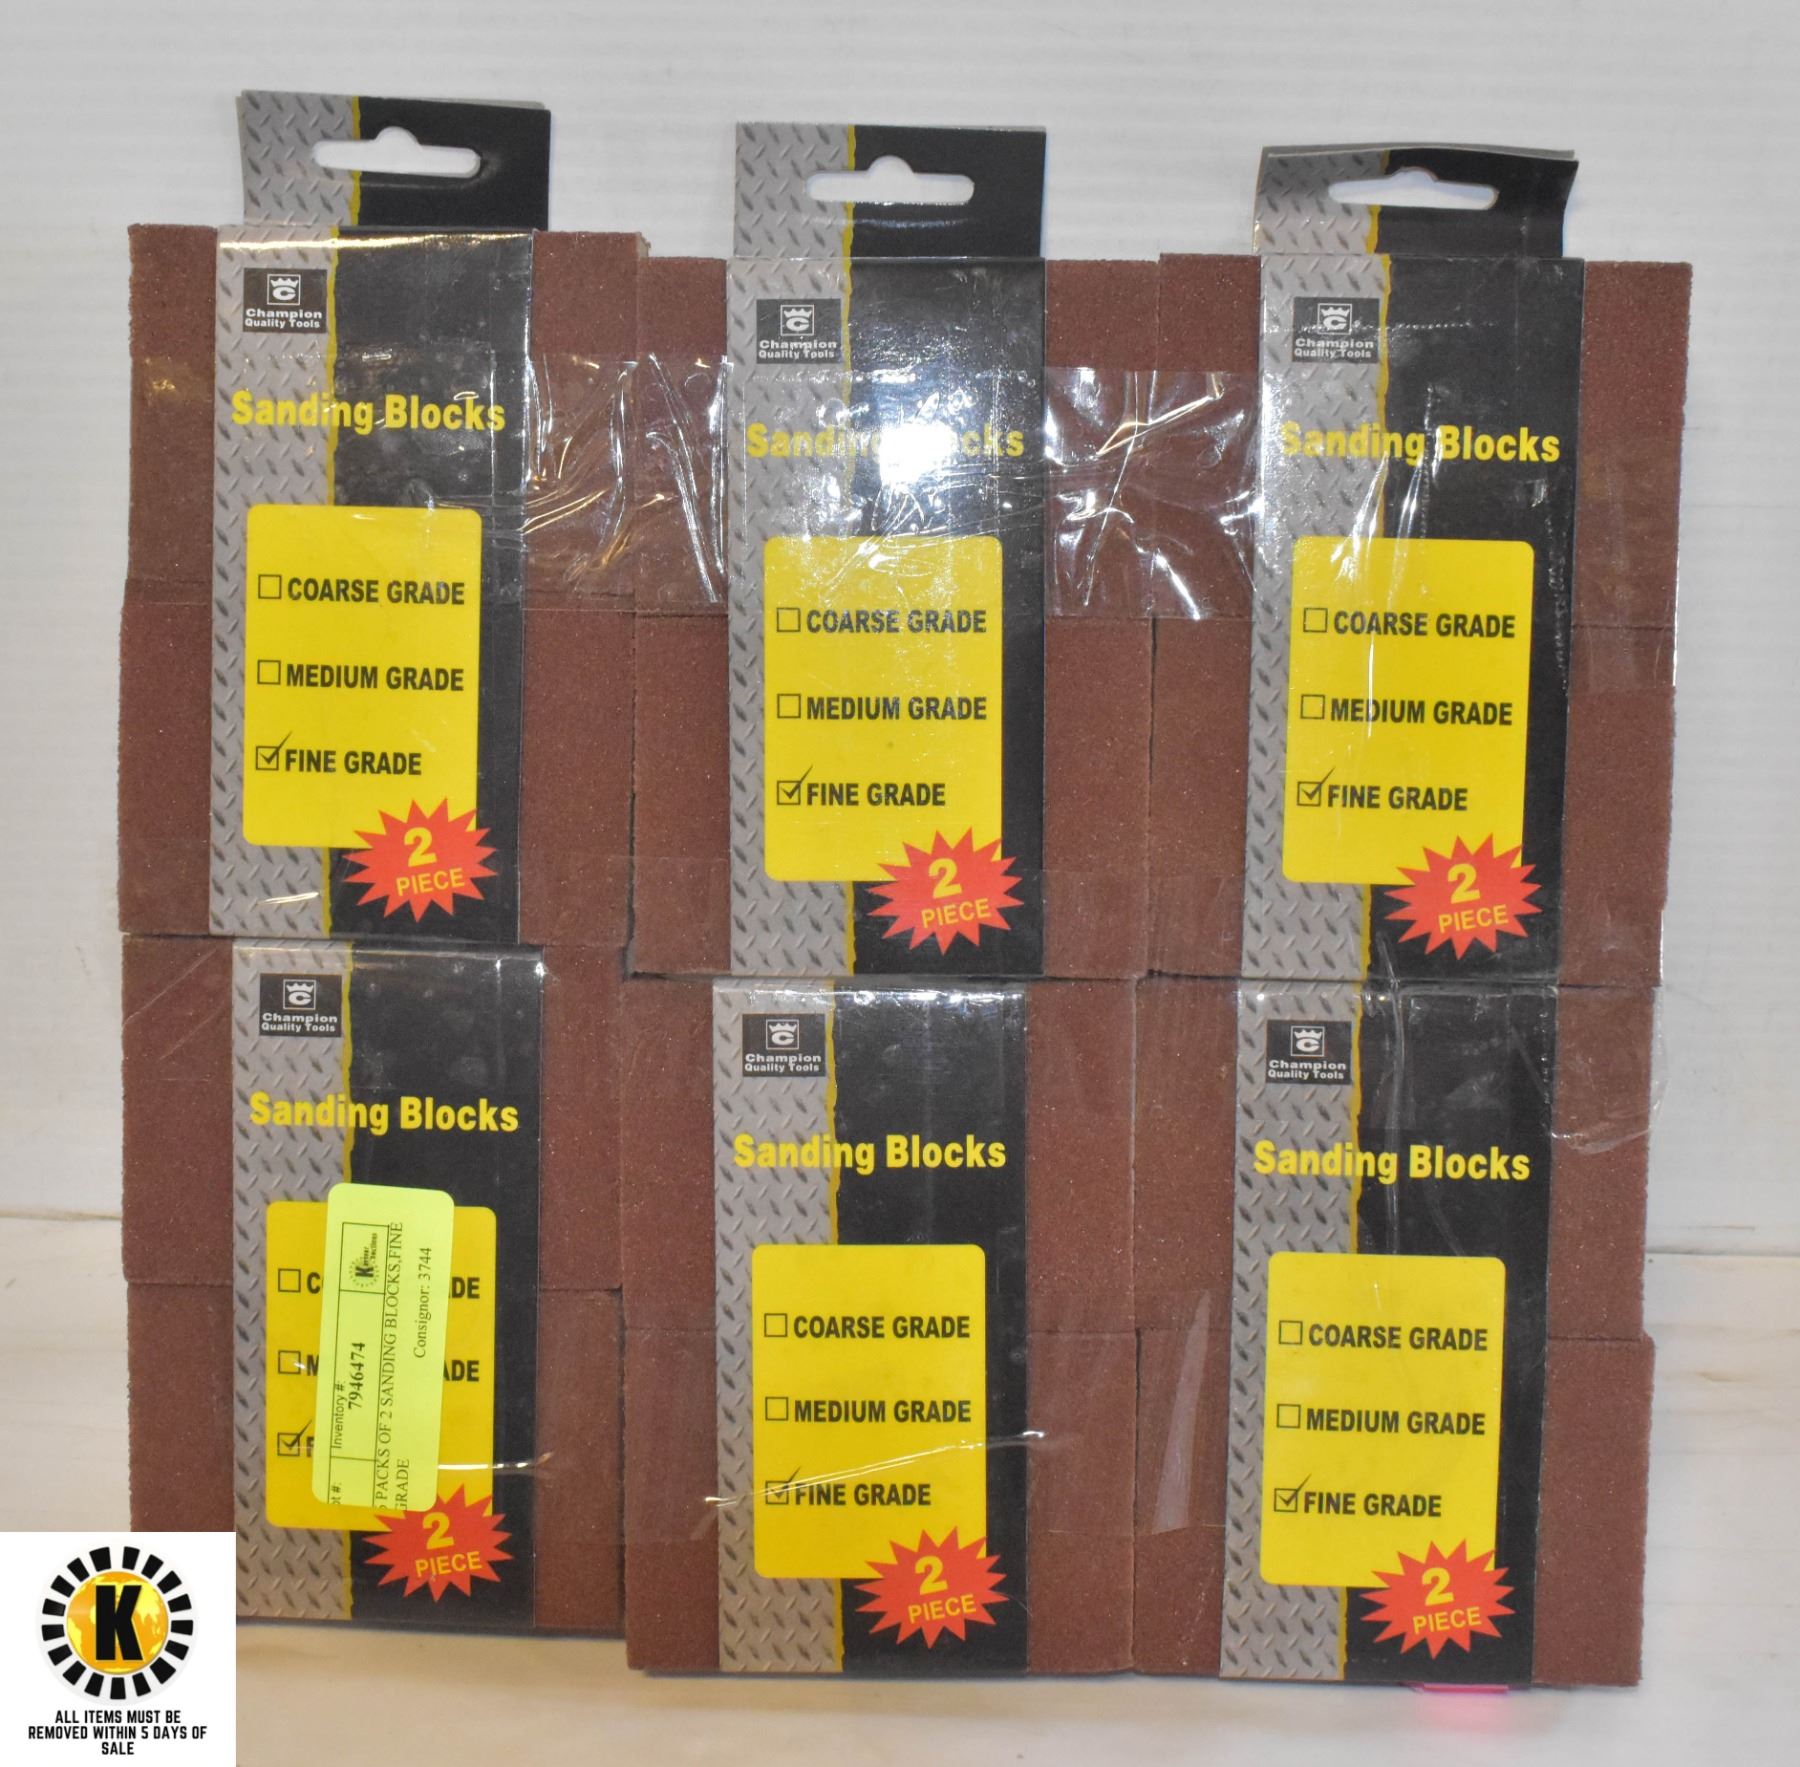 Champion
Quality Tools
Sanding Blocks
COARSE GRADE
MEDIUM GRADE
FINE GRADE
2
PIECE
Champion
Quality Tools
Sanding Blocks
COARSE GRADE
MEDIUM GRADE
FINE GRADE
2
PIECE
Champion
Quality Tools
Sanding Blocks
COARSE GRADE
MEDIUM GRADE
FINE GRADE
2
PIECE
Champion
Quality Tools
Sanding Blocks
Inventory #:
7946474
PACKS OF 2 SANDING BLOCKS,FINE
GRADE
Consignor: 3744
2
PIECE
Champion
Quality Tools
Sanding Blocks
COARSE GRADE
MEDIUM GRADE
FINE GRADE
2
PIECE
Champion
Quality Tools
Sanding Blocks
COARSE GRADE
MEDIUM GRADE
FINE GRADE
2
PIECE
K
ALL ITEMS MUST BE
REMOVED WITHIN 5 DAYS OF
SALE